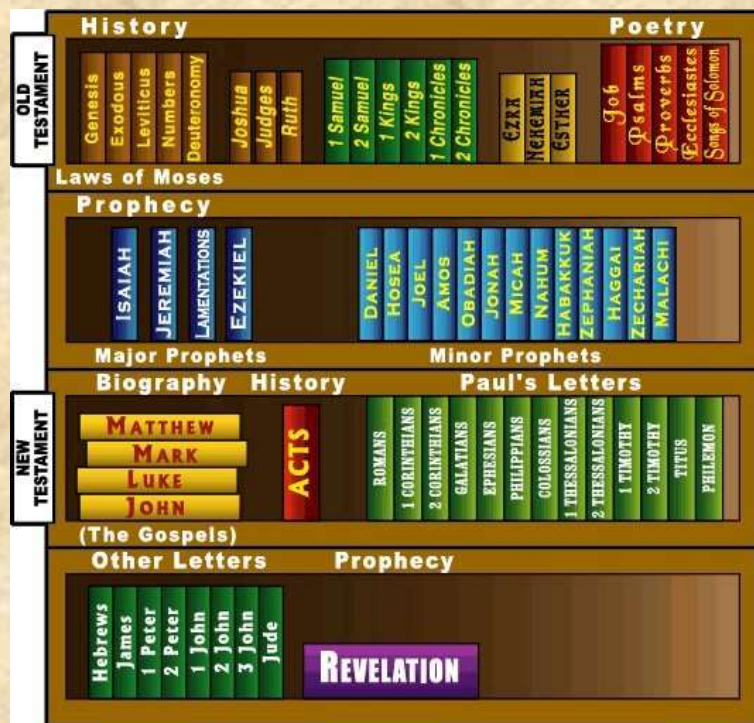 OLD
TESTAMENT
History
Poetry
Genesis
Exodous
Leviticus
Numbers
Deuteronomy
Joshua
Judges
Ruth
1 Samuel
2 Samuel
1 Kings
2 Kings
1 Chronicles
2 Chronicles
EZRA
NEHEMIAH
ESTHER
Job
Psalms
Proverbs
Ecclesiastes
Songs of Solomon
Laws of Moses
Prophecy
ISAIAH
JEREMIAH
LAMENTATIONS
EZEKIEL
DANIEL
HOSEA
JOEL
AMOS
OBADIAH
JONAH
MICAH
NAHUM
HABAKKUK
ZEPHANIAH
HAGGAI
ZECHARIAH
MALACHI
Major Prophets
Minor Prophets
NEW
TESTAMENT
Biography
History
Paul's Letters
MATTHEW
MARK
LUKE
JOHN
ACTS
ROMANS
1 CORINTHIANS
2 CORINTHIANS
GALATIANS
EPHESIANS
PHILIPPIANS
COLOSSIANS
1 THESSALONIANS
2 THESSALONIANS
1 TIMOTHY
2 TIMOTHY
TITUS
PHILEMON
(The Gospels)
Other Letters
Prophecy
Hebrews
James
1 Peter
2 Peter
1 John
2 John
3 John
Jude
REVELATION